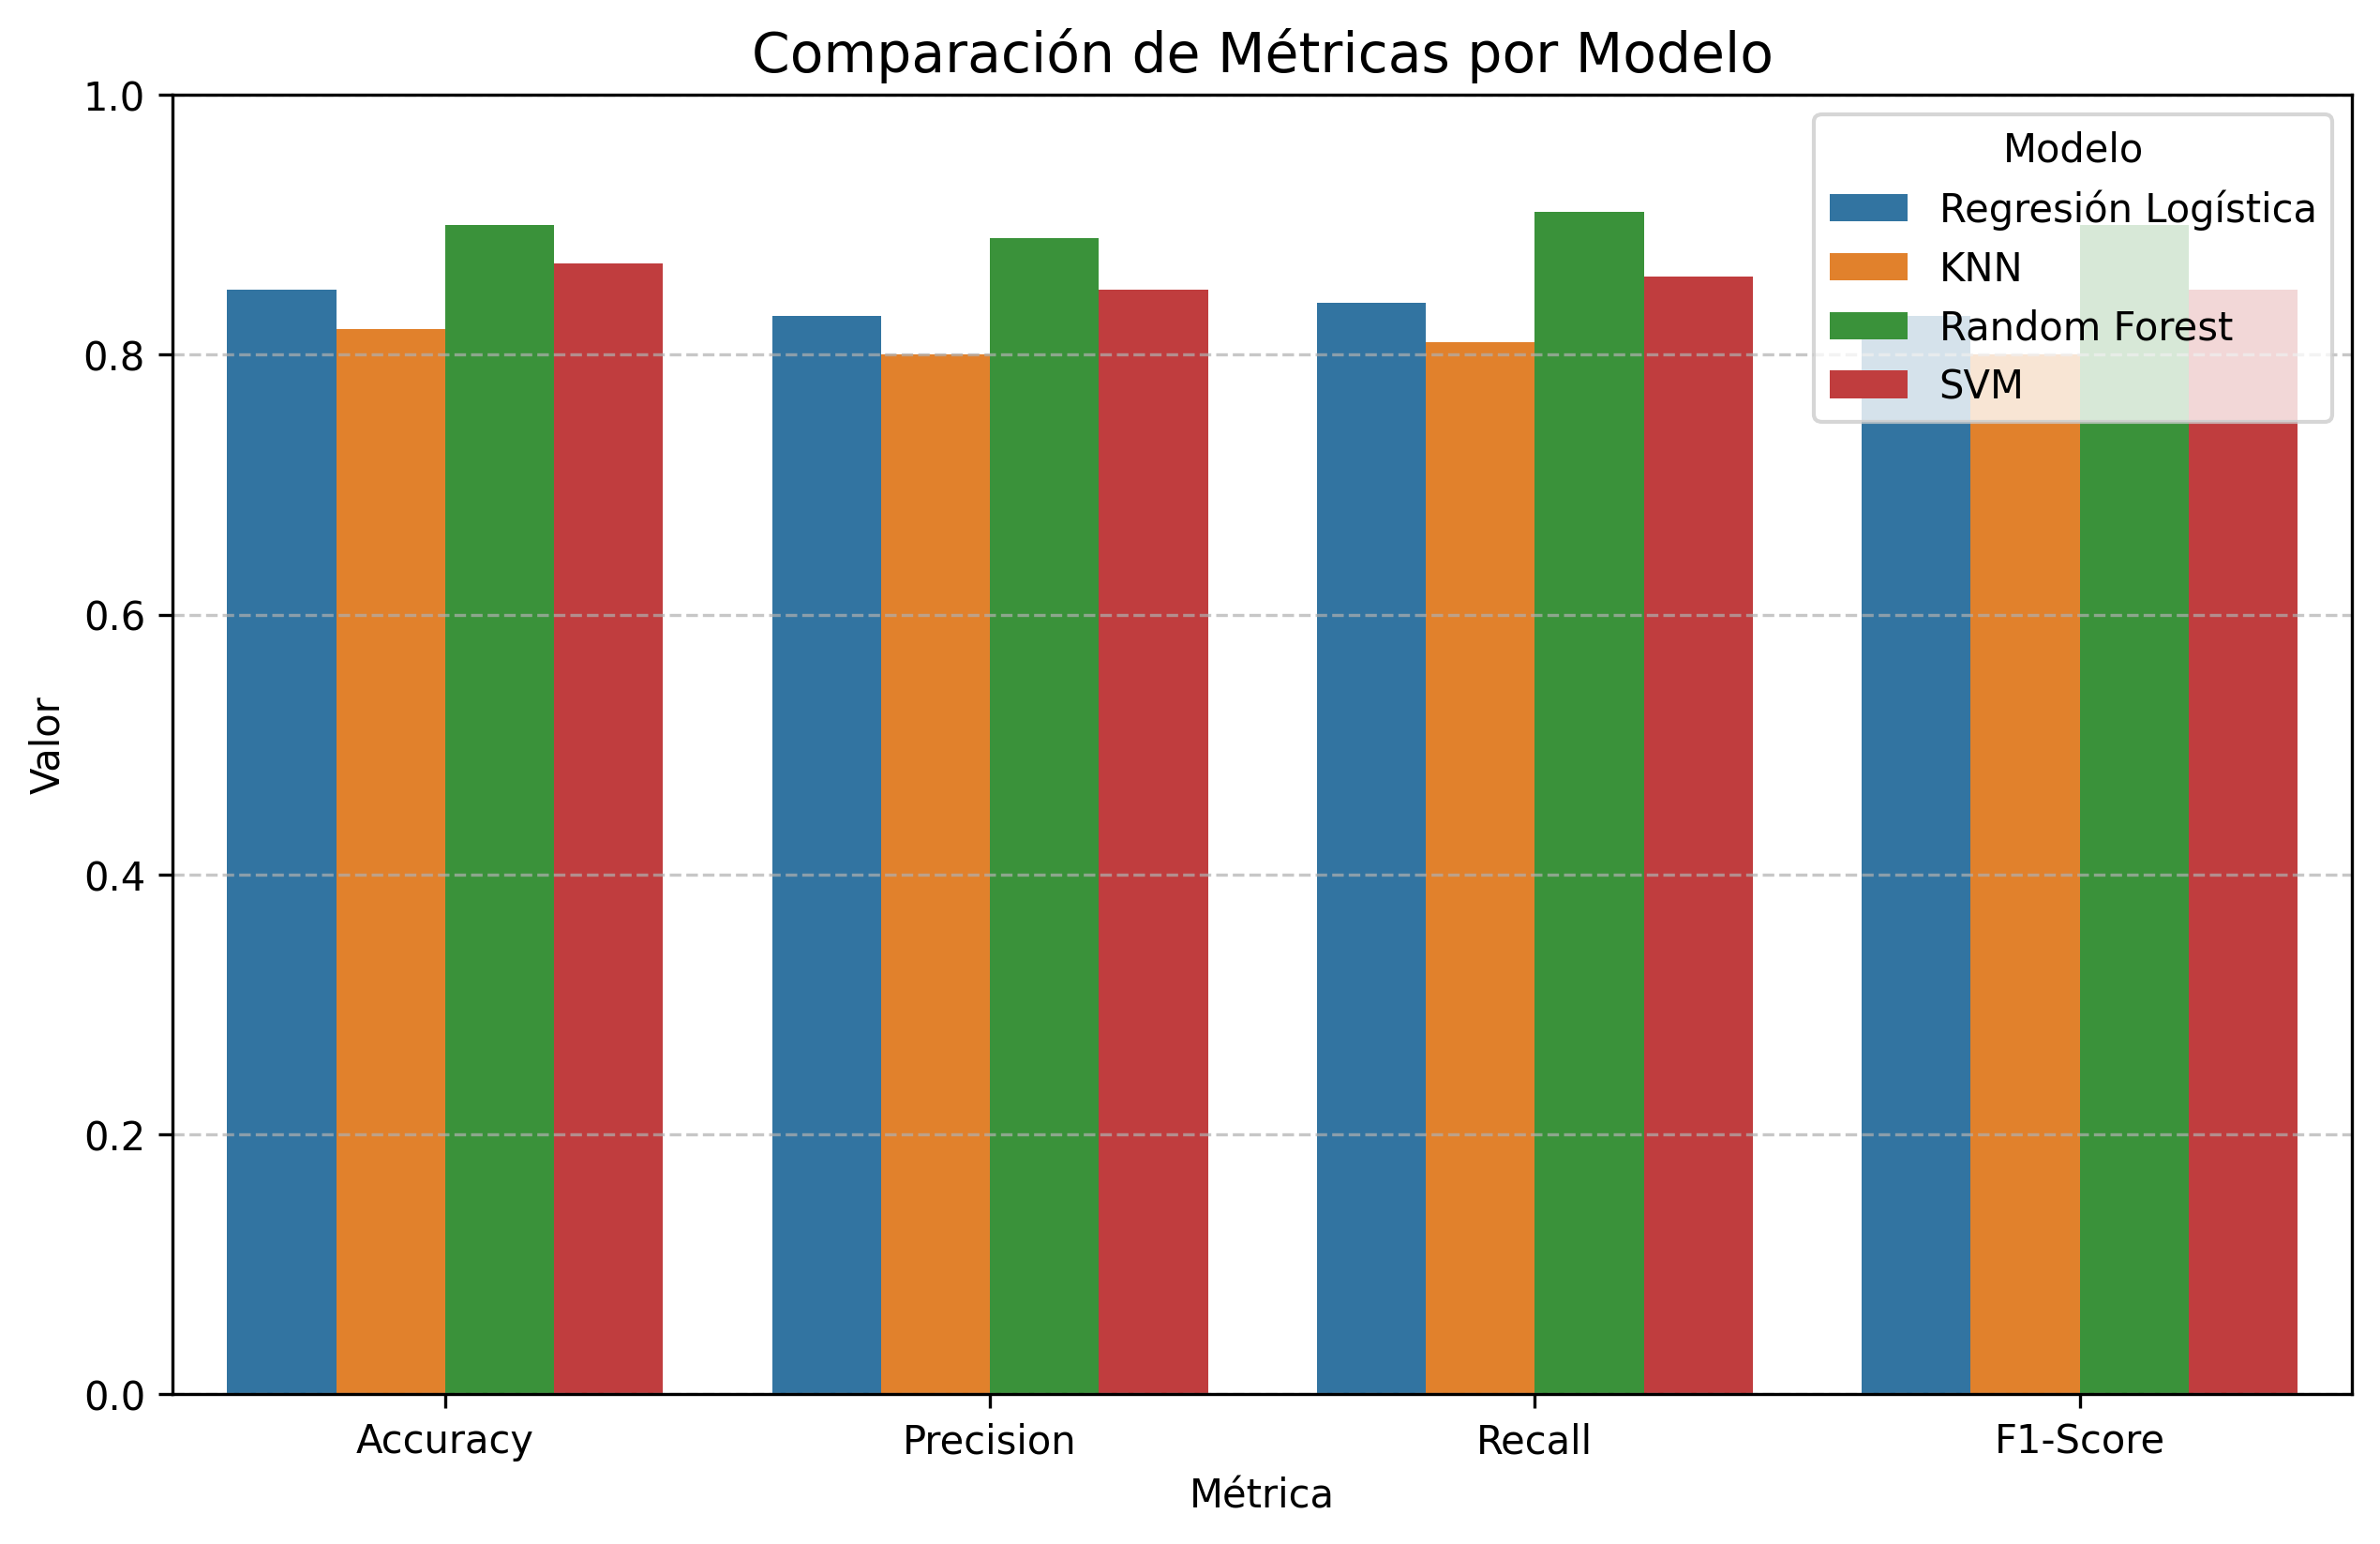 Comparación de Métricas por Modelo
1.0
0.8
0.6
0.4
0.2
0.0
Valor
Modelo
Regresión Logística
KNN
Random Forest
SVM
Accuracy
Precision
Recall
F1-Score
Métrica